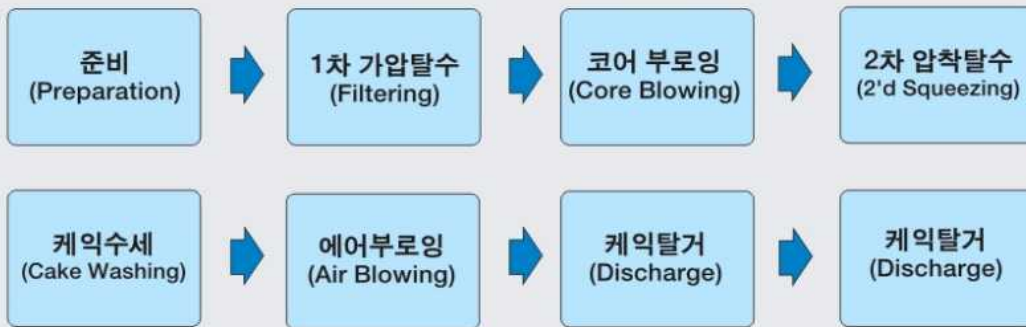 준비
(Preparation)
1차 가압탈수
(Filtering)
코어 부로잉
(Core Blowing)
2차 압착탈수
(2'd Squeezing)
케익수세
(Cake Washing)
에어부로잉
(Air Blowing)
케익탈거
(Discharge)
케익탈거
(Discharge)